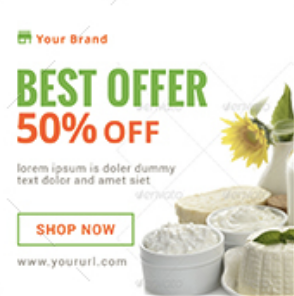 Your Brand
BEST OFFER
50% OFF
lorem ipsum is doler dummy
text dolor and amet siet
SHOP NOW
www.yoururl.com
envato